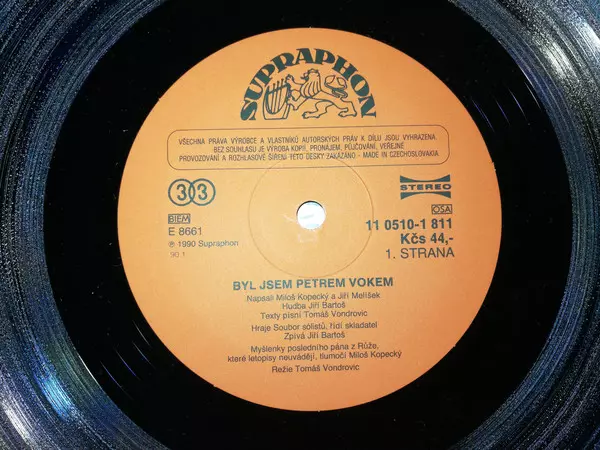 SUPRAPHON
VŠECHNA PRÁVA VÝROBCE A VLASTNÍKŮ AUTORSKÝCH PRÁV K DÍLU JSOU VYHRAZENA.
BEZ SOUHLASU JE VÝROBA KOPIÍ, PRONÁJEM, PŮJČOVÁNÍ, VEŘEJNÉ
PROVOZOVÁNÍ A ROZHLASOVÉ ŠÍŘENÍ TÉTO DESKY ZAKÁZÁNO - MADE IN CZECHOSLOVAKIA
33
STEREO
BIEM
OSA
E 8661
11 0510-1 811
℗ 1990 Supraphon
Kčs 44,-
90 1
1. STRANA
BYL JSEM PETREM VOKEM
Napsali Miloš Kopecký a Jiří Melíšek
Hudba Jiří Bartoš
Texty písní Tomáš Vondrovic
Hraje Soubor sólistů, řídí skladatel
Zpívá Jiří Bartoš
Myšlenky posledního pána z Růže,
které letopisy neuvádějí, tlumočí Miloš Kopecký
Režie Tomáš Vondrovic